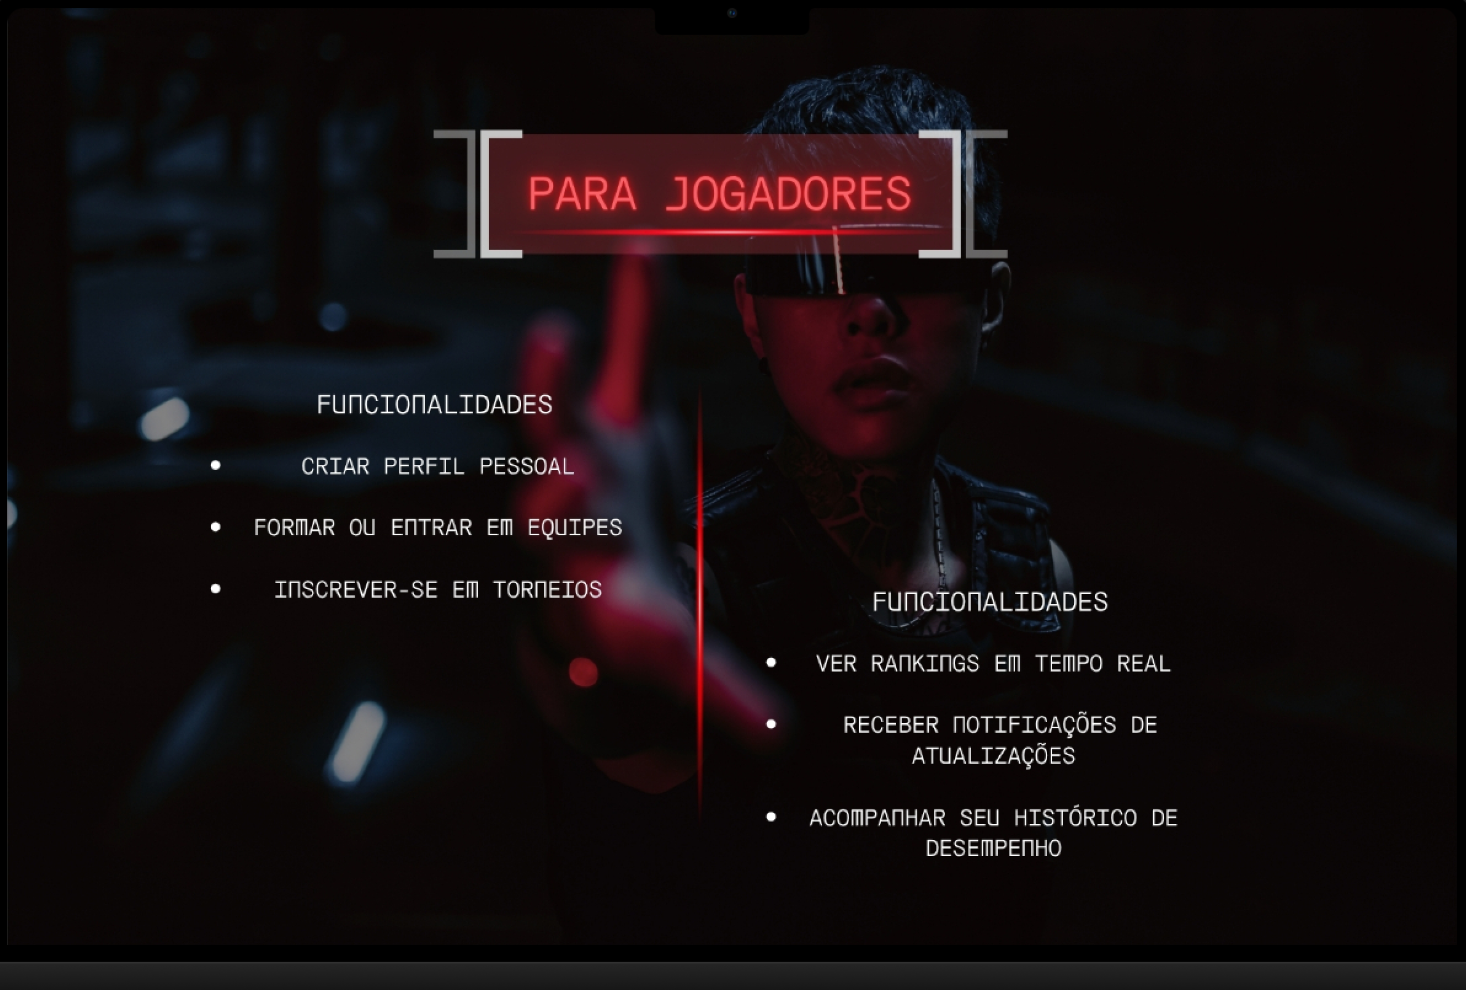 PARA JOGADORES
FUNCIONALIDADES
• CRIAR PERFIL PESSOAL
• FORMAR OU ENTRAR EM EQUIPES
• INSCREVER-SE EM TORNEIOS
FUNCIONALIDADES
• VER RANKINGS EM TEMPO REAL
• RECEBER NOTIFICAÇÕES DE
ATUALIZAÇÕES
• ACOMPANHAR SEU HISTÓRICO DE
DESEMPENHO